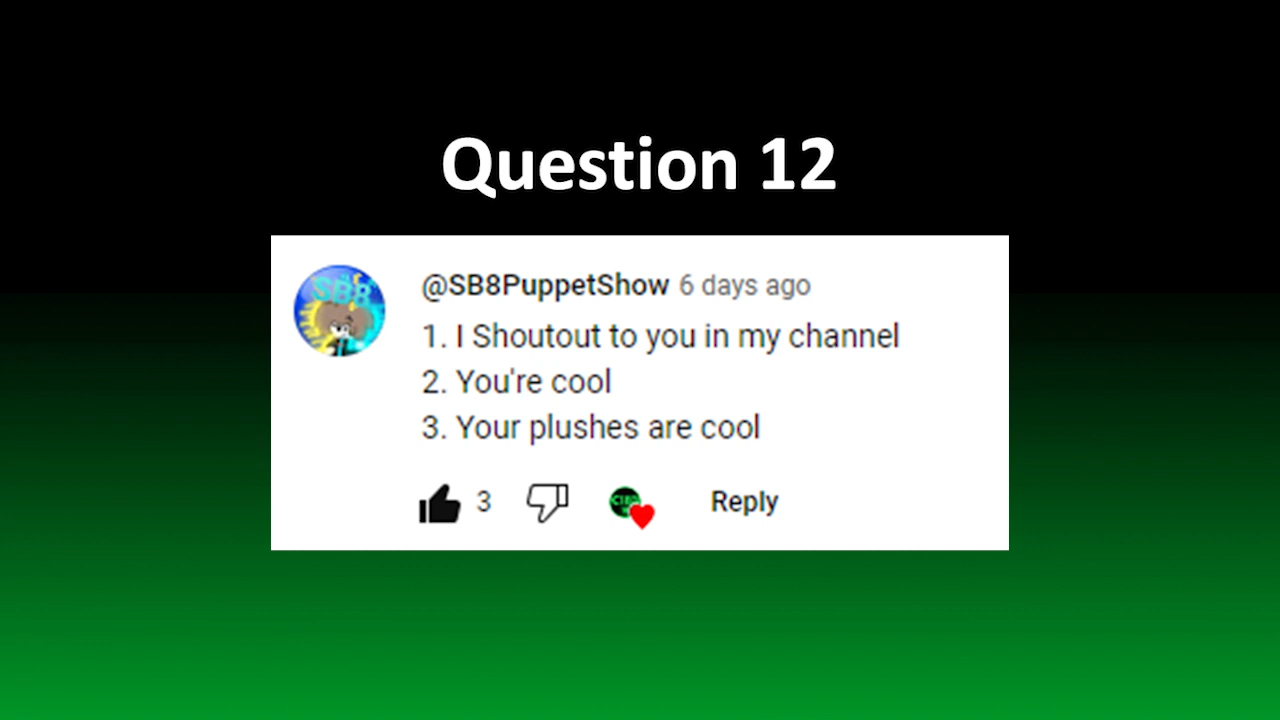 Question 12
SB8
@SB8PuppetShow 6 days ago
1. I Shoutout to you in my channel
2. You're cool
3. Your plushes are cool
3
Reply